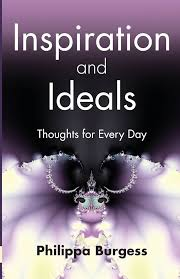 Inspiration
and
Ideals
Thoughts for Every Day
Philippa Burgess